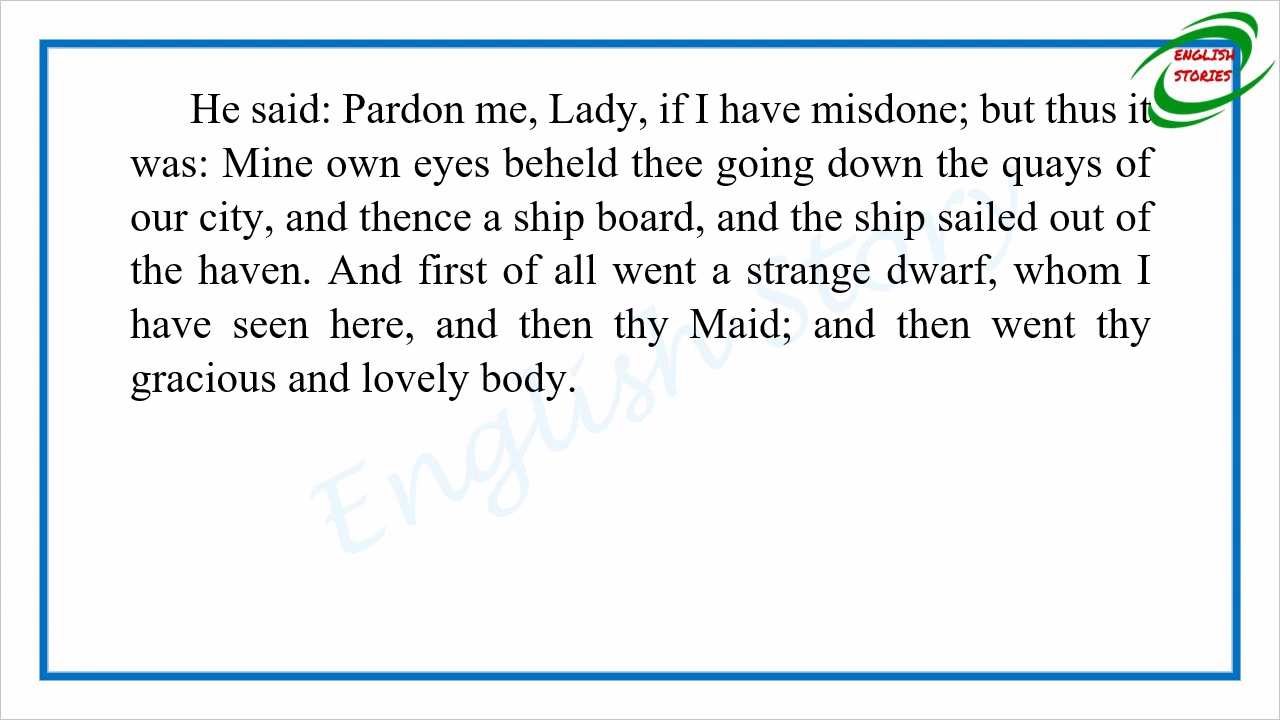 ENGLISH
STORIES
He said: Pardon me, Lady, if I have misdone; but thus it
was: Mine own eyes beheld thee going down the quays of
our city, and thence a ship board, and the ship sailed out of
the haven. And first of all went a strange dwarf, whom I
have seen here, and then thy Maid; and then went thy
gracious and lovely body.
English Story